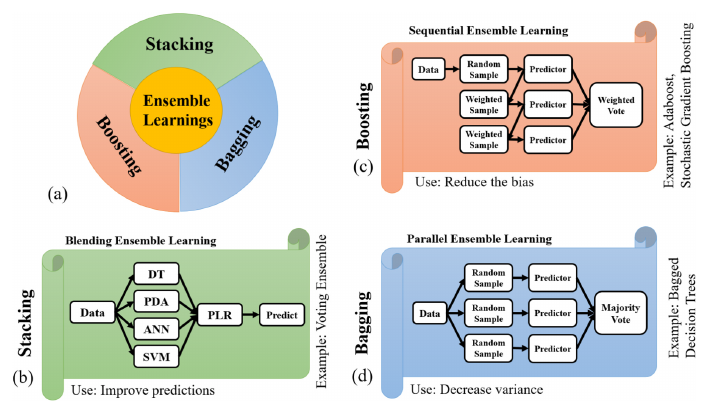 Stacking
Ensemble
Learnings
Boosting
Bagging
(a)
Blending Ensemble Learning
Stacking
Data
DT
PDA
ANN
SVM
PLR
Predict
Example: Voting Ensemble
(b)
Use: Improve predictions
Sequential Ensemble Learning
Boosting
Data
Random
Sample
Predictor
Weighted
Sample
Predictor
Weighted
Sample
Predictor
Weighted
Vote
Example: Adaboost,
Stochastic Gradient Boosting
(c)
Use: Reduce the bias
Parallel Ensemble Learning
Bagging
Data
Random
Sample
Predictor
Random
Sample
Predictor
Random
Sample
Predictor
Majority
Vote
Example: Bagged
Decision Trees
(d)
Use: Decrease variance